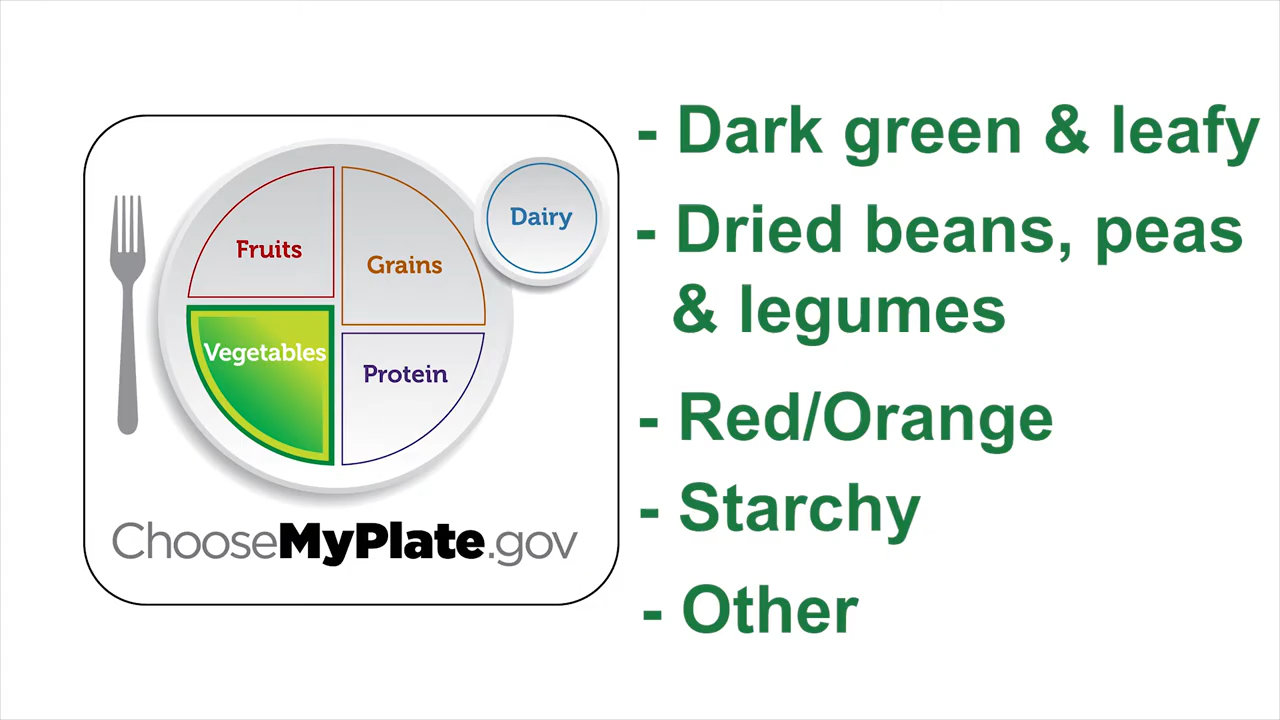 Fruits
Grains
Dairy
Vegetables
Protein
ChooseMyPlate.gov
- Dark green & leafy
- Dried beans, peas
& legumes
- Red/Orange
- Starchy
- Other